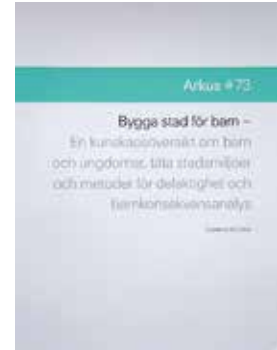 Arkus #73
Bygga stad för barn –
En kunskapsöversikt om barn
och ungdomar, täta stadsmiljöer
och metoder för delaktighet och
barnkonsekvensanalys